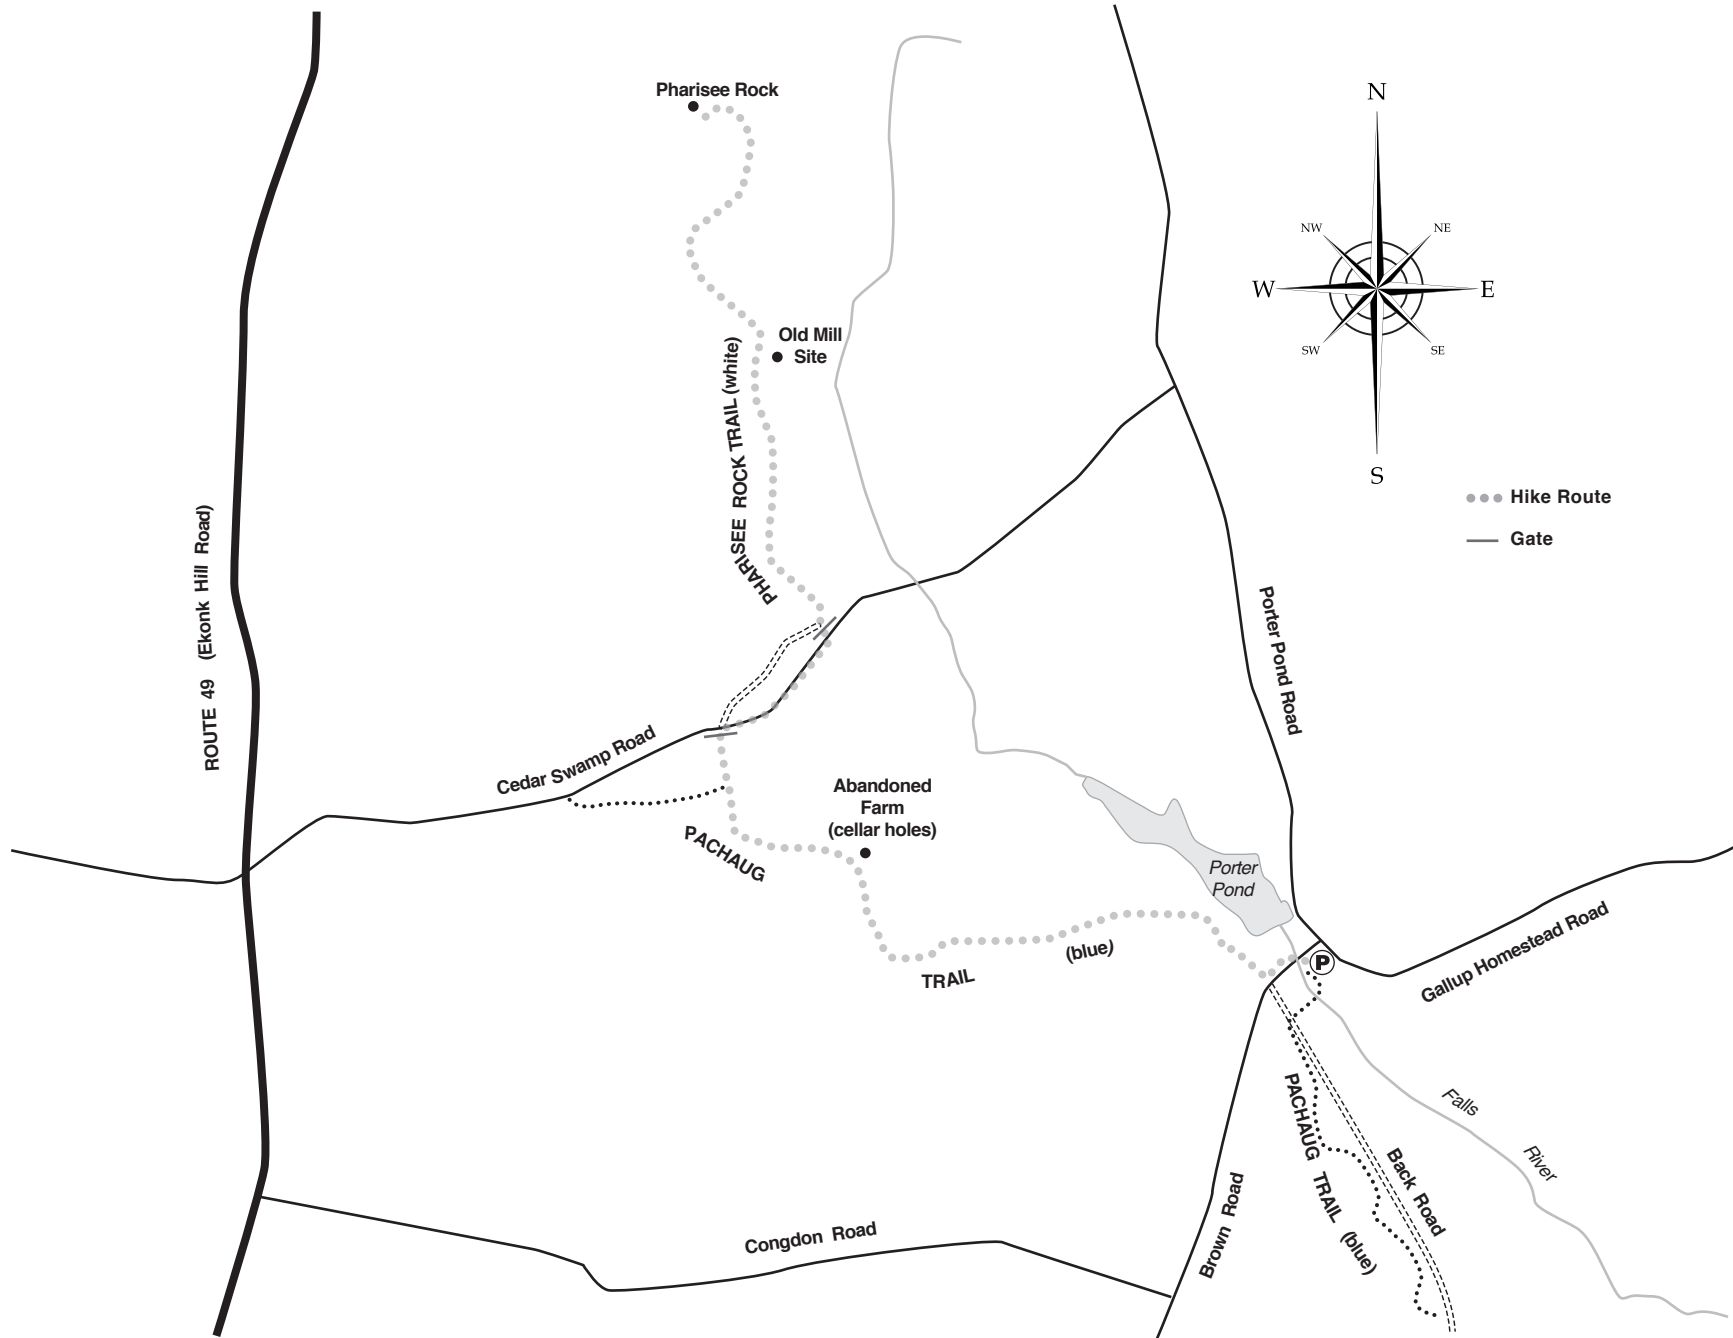 Pharisee Rock
N
NW
NE
W
E
SW
SE
S
Old Mill
Site
PHARISEE ROCK TRAIL (white)
Hike Route
Gate
ROUTE 49 (Ekonk Hill Road)
Porter Pond Road
Cedar Swamp Road
Abandoned
Farm
(cellar holes)
PACHAUG
TRAIL
(blue)
Porter
Pond
P
Gallup Homestead Road
PACHAUG TRAIL (blue)
Back Road
Falls
River
Brown Road
Congdon Road